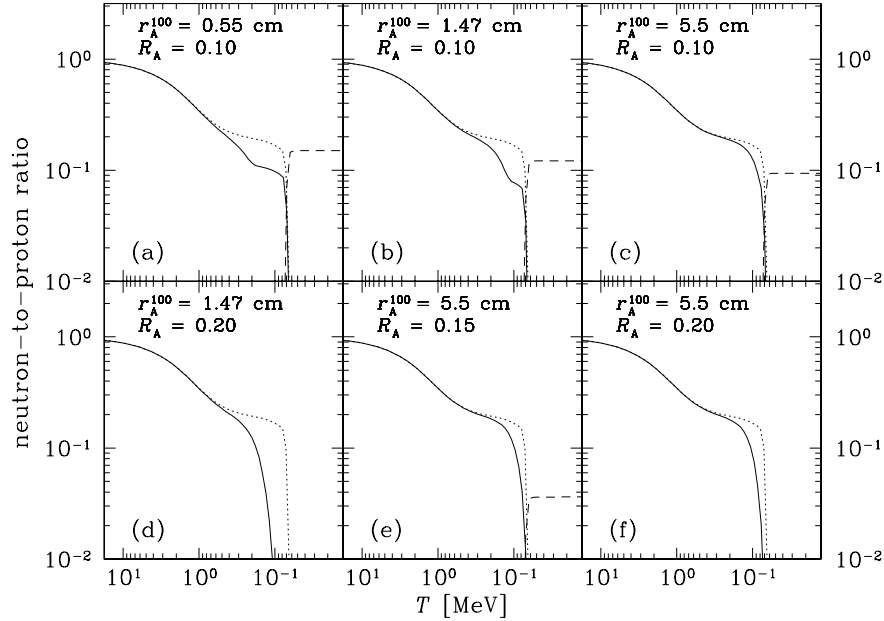 r_A^100 = 0.55 cm
R_A = 0.10
r_A^100 = 1.47 cm
R_A = 0.10
r_A^100 = 5.5 cm
R_A = 0.10
10^0
10^-1
10^-2
10^0
10^-1
10^-2
(a)
(b)
(c)
r_A^100 = 1.47 cm
R_A = 0.20
r_A^100 = 5.5 cm
R_A = 0.15
r_A^100 = 5.5 cm
R_A = 0.20
10^0
10^-1
10^-2
10^0
10^-1
10^-2
(d)
(e)
(f)
10^1 10^0 10^-1
10^1 10^0 10^-1
10^1 10^0 10^-1
T [MeV]
neutron-to-proton ratio